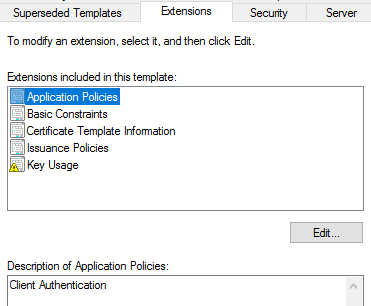 Superseded Templates Extensions Security Server
To modify an extension, select it, and then click Edit.
Extensions included in this template:
Application Policies
Basic Constraints
Certificate Template Information
Issuance Policies
Key Usage
Edit...
Description of Application Policies:
Client Authentication